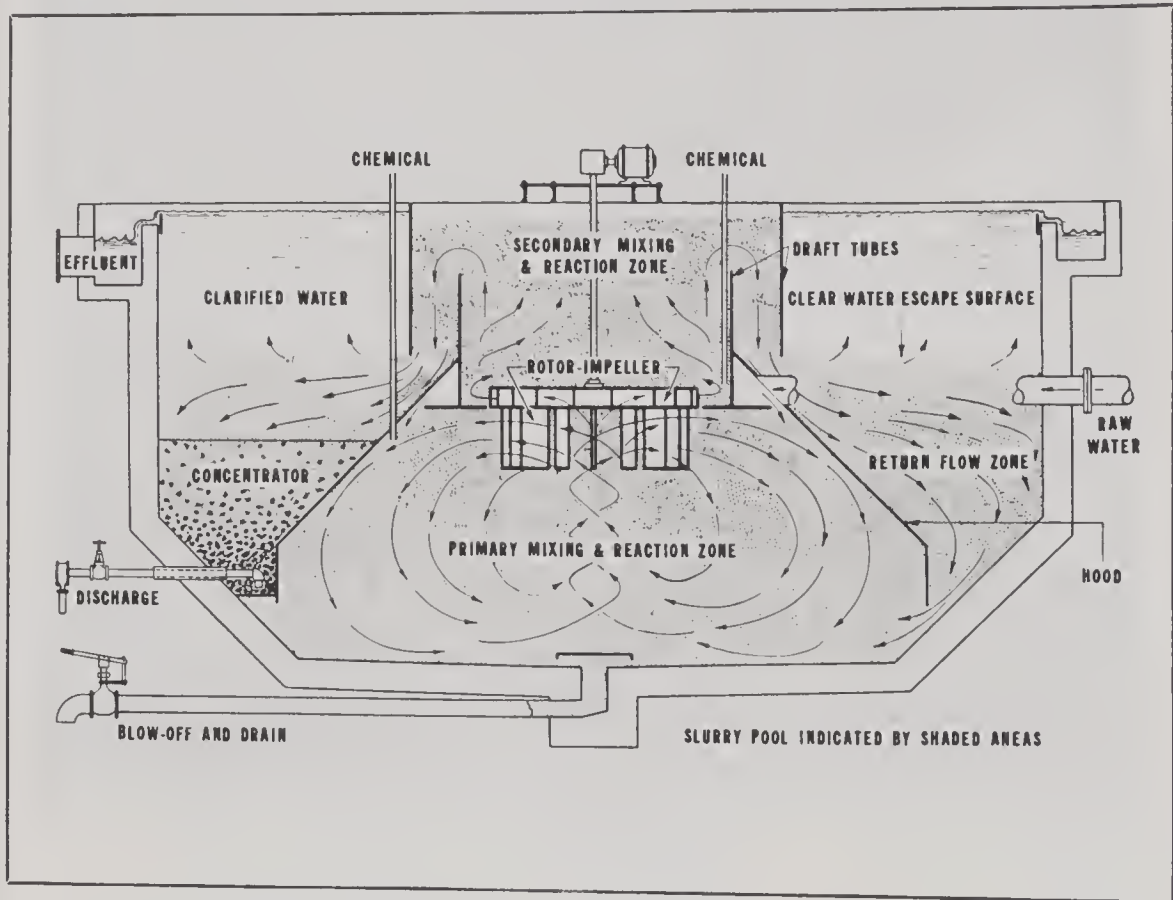 CHEMICAL
CHEMICAL
SECONDARY MIXING
& REACTION ZONE
DRAFT TUBES
EFFLUENT
CLARIFIED WATER
CLEAR WATER ESCAPE SURFACE
ROTOR-IMPELLER
RAW
WATER
CONCENTRATOR
RETURN FLOW ZONE
PRIMARY MIXING & REACTION ZONE
HOOD
DISCHARGE
BLOW-OFF AND DRAIN
SLURRY POOL INDICATED BY SHADED ANEAS